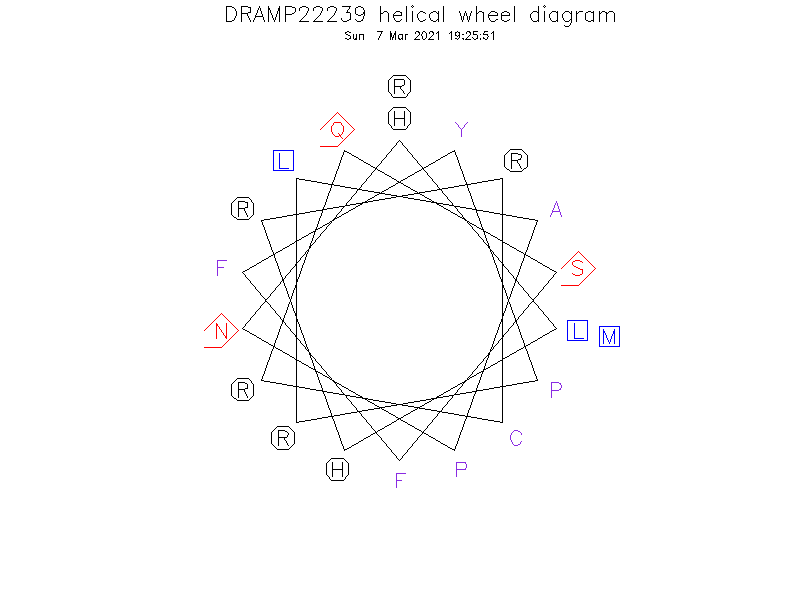 DRAMP22239 helical wheel diagram
Sun 7 Mar 2021 19:25:51
R
H
Q
Y
L
R
R
A
F
S
N
L
M
R
P
R
C
H
P
F